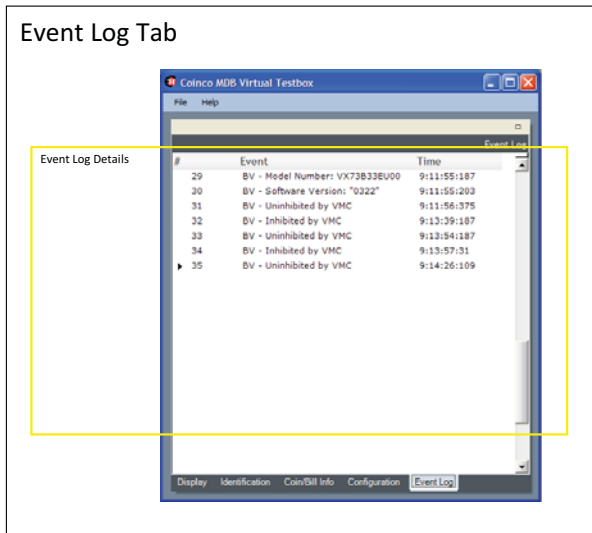 Event Log Tab
Coinco MDB Virtual Testbox
File Help
Event Log
Event Log Details
# Event Time
29 BV - Model Number: VX73B33EU00 9:11:55:187
30 BV - Software Version: "0322" 9:11:55:203
31 BV - Uninhibited by VMC 9:11:56:375
32 BV - Inhibited by VMC 9:13:39:187
33 BV - Uninhibited by VMC 9:13:54:187
34 BV - Inhibited by VMC 9:13:57:31
35 BV - Uninhibited by VMC 9:14:26:109
Display Identification Coin/Bill Info Configuration Event Log